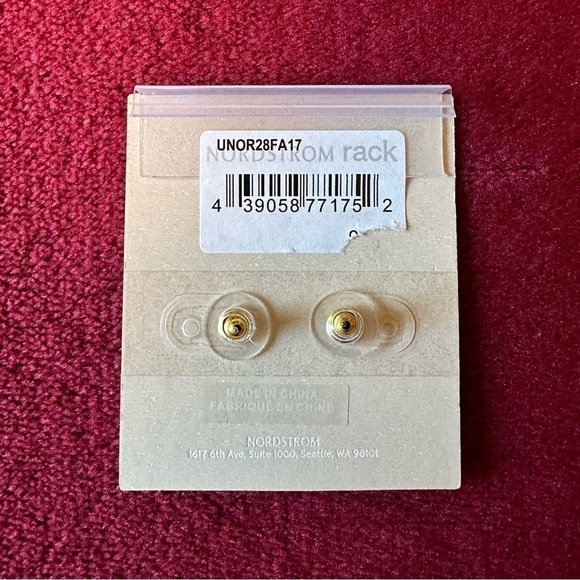 UNOR28FA17
NORDSTROM rack
4 39058 77175 2
MADE IN CHINA
FABRIQUÉ EN CHINE
NORDSTROM
1617 6th Ave, Suite 1000, Seattle, WA 98101